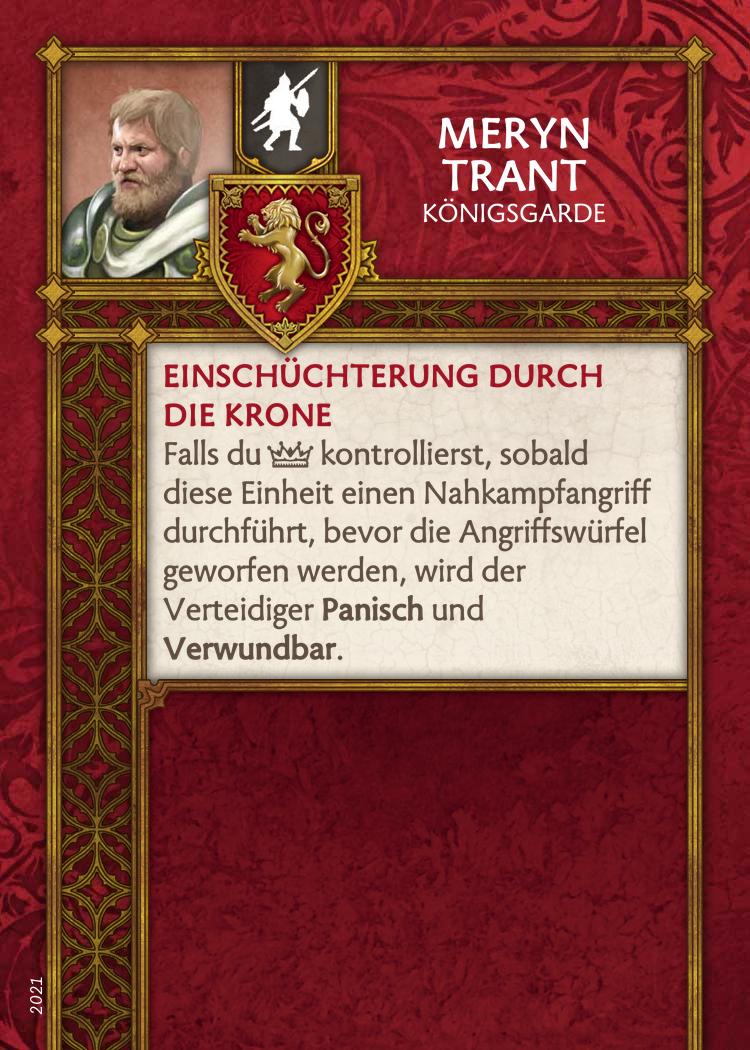 MERYN
TRANT
KÖNIGSGARDE
EINSCHÜCHTERUNG DURCH
DIE KRONE
Falls du kontrollierst, sobald
diese Einheit einen Nahkampfangriff
durchführt, bevor die Angriffswürfel
geworfen werden, wird der
Verteidiger Panisch und
Verwundbar.
2021